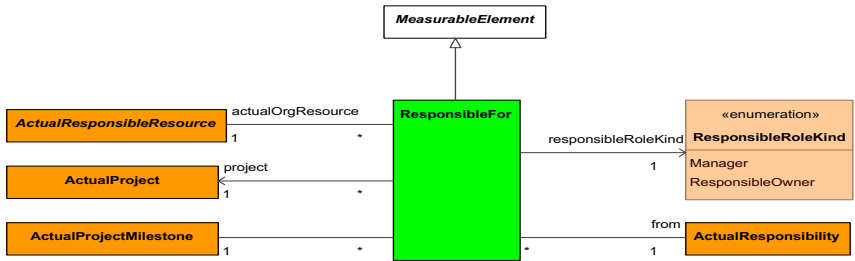 MeasurableElement
actualOrgResource
ActualResponsibleResource
1
*
ResponsibleFor
responsibleRoleKind
1
«enumeration»
ResponsibleRoleKind
Manager
ResponsibleOwner
project
ActualProject
1
*
ActualProjectMilestone
1
*
from
*
1
ActualResponsibility